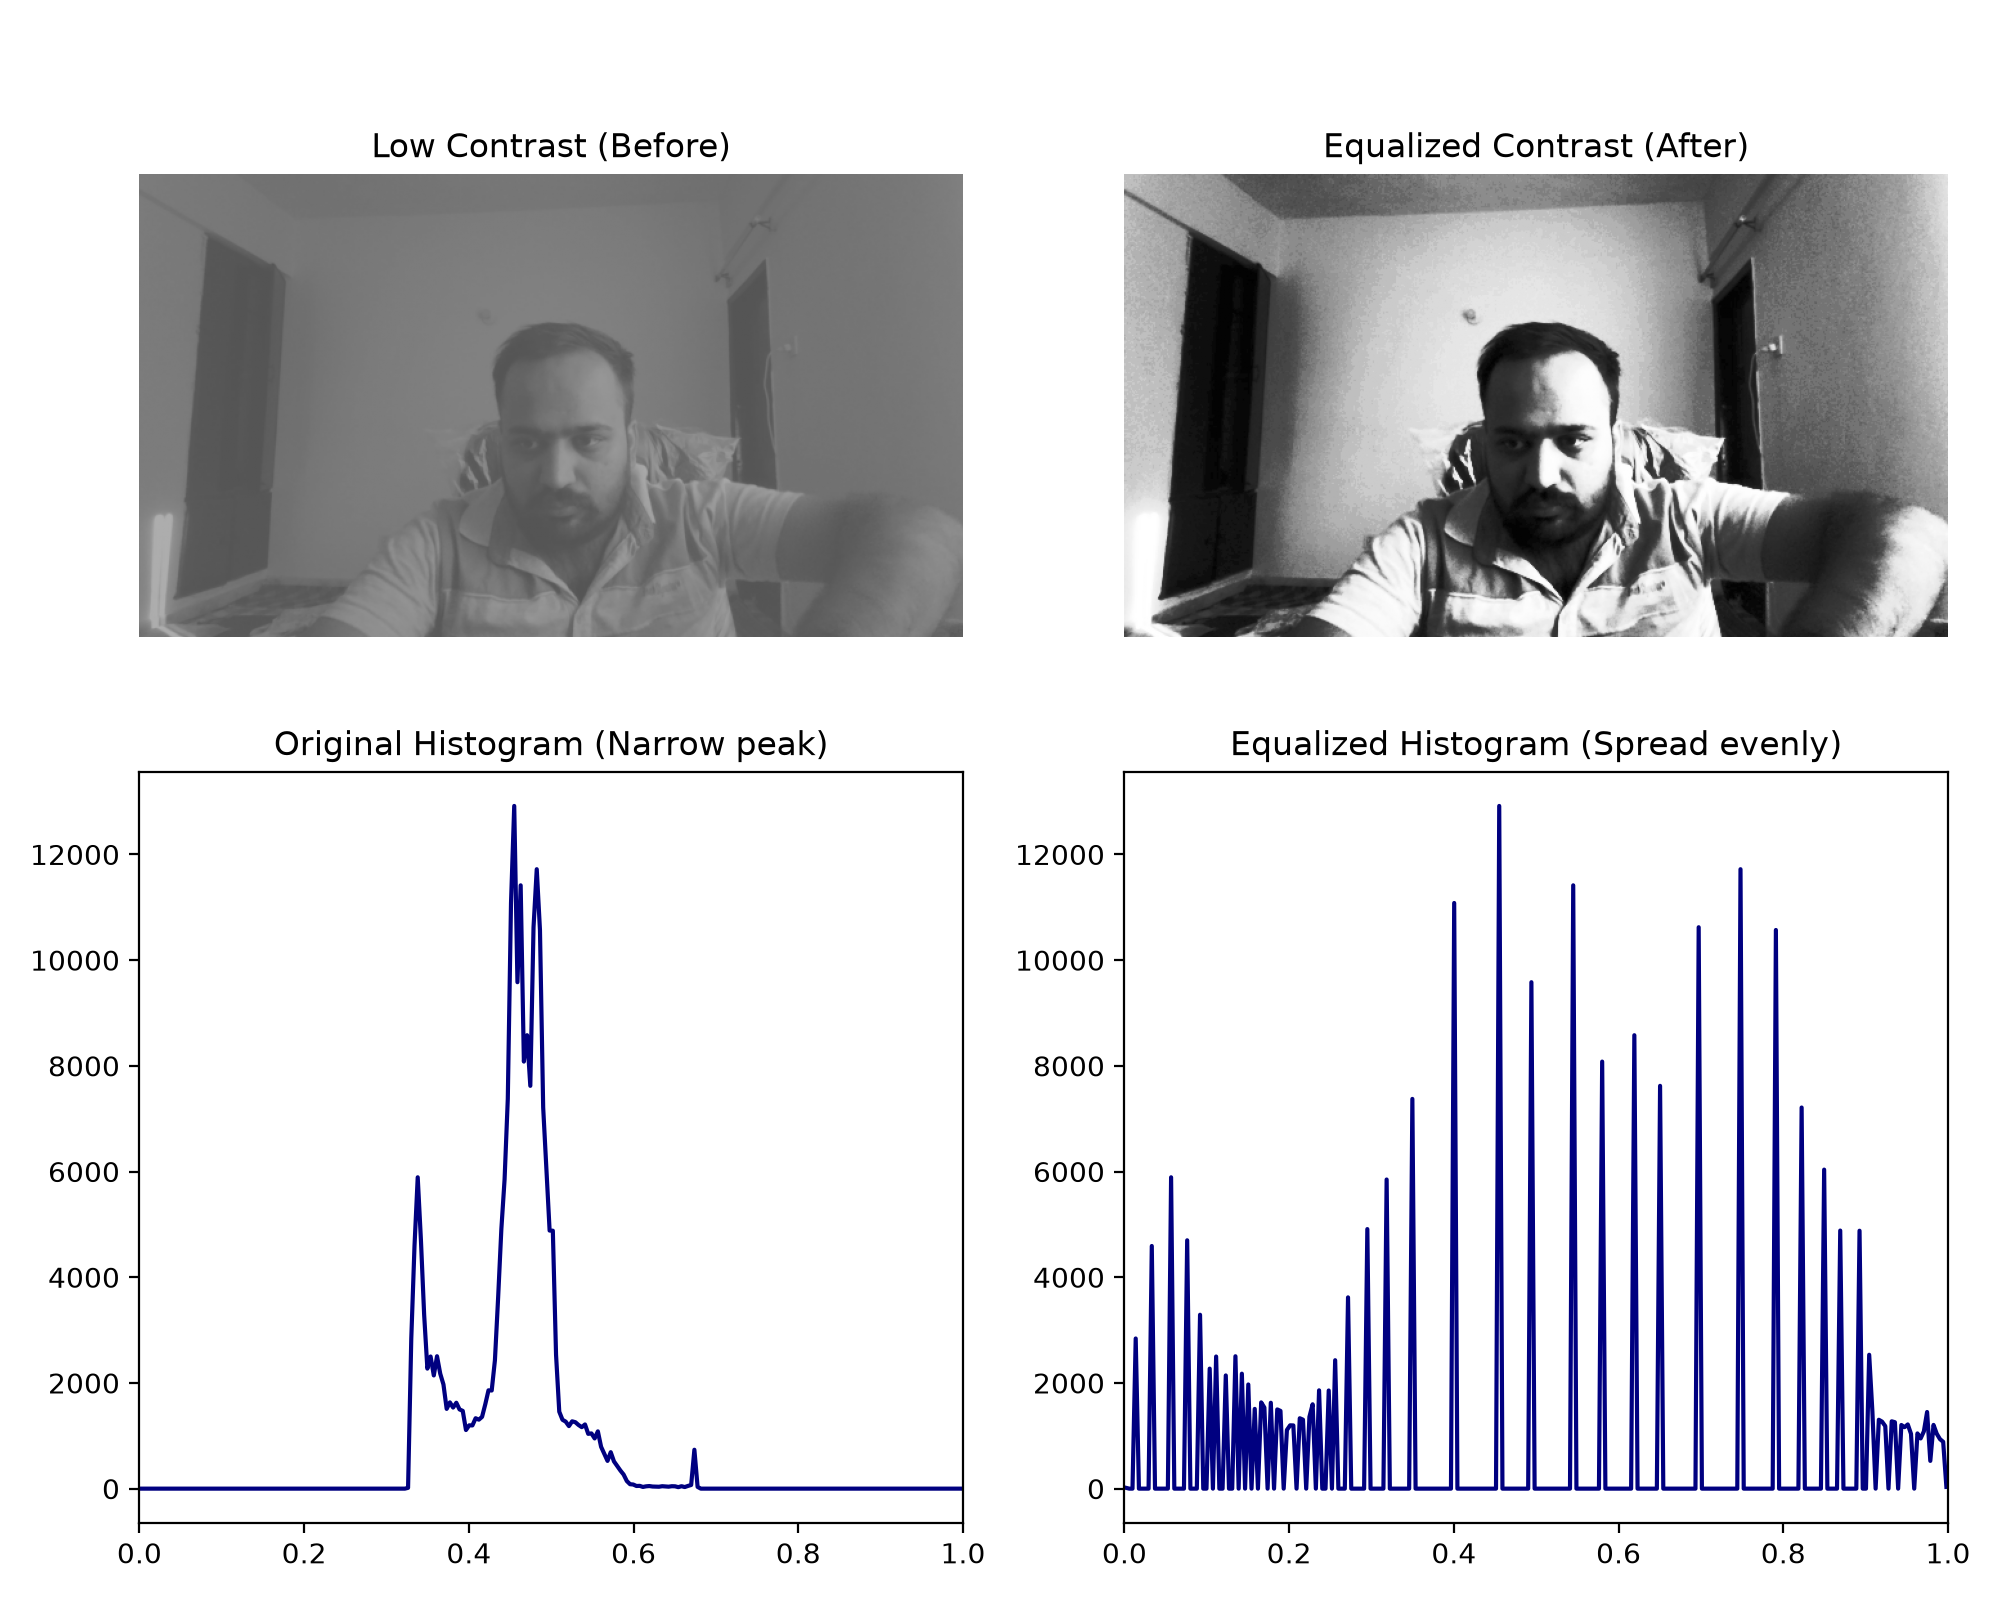 Low Contrast (Before)
Equalized Contrast (After)
Original Histogram (Narrow peak)
Equalized Histogram (Spread evenly)
12000
10000
8000
6000
4000
2000
0
0.0 0.2 0.4 0.6 0.8 1.0
12000
10000
8000
6000
4000
2000
0
0.0 0.2 0.4 0.6 0.8 1.0